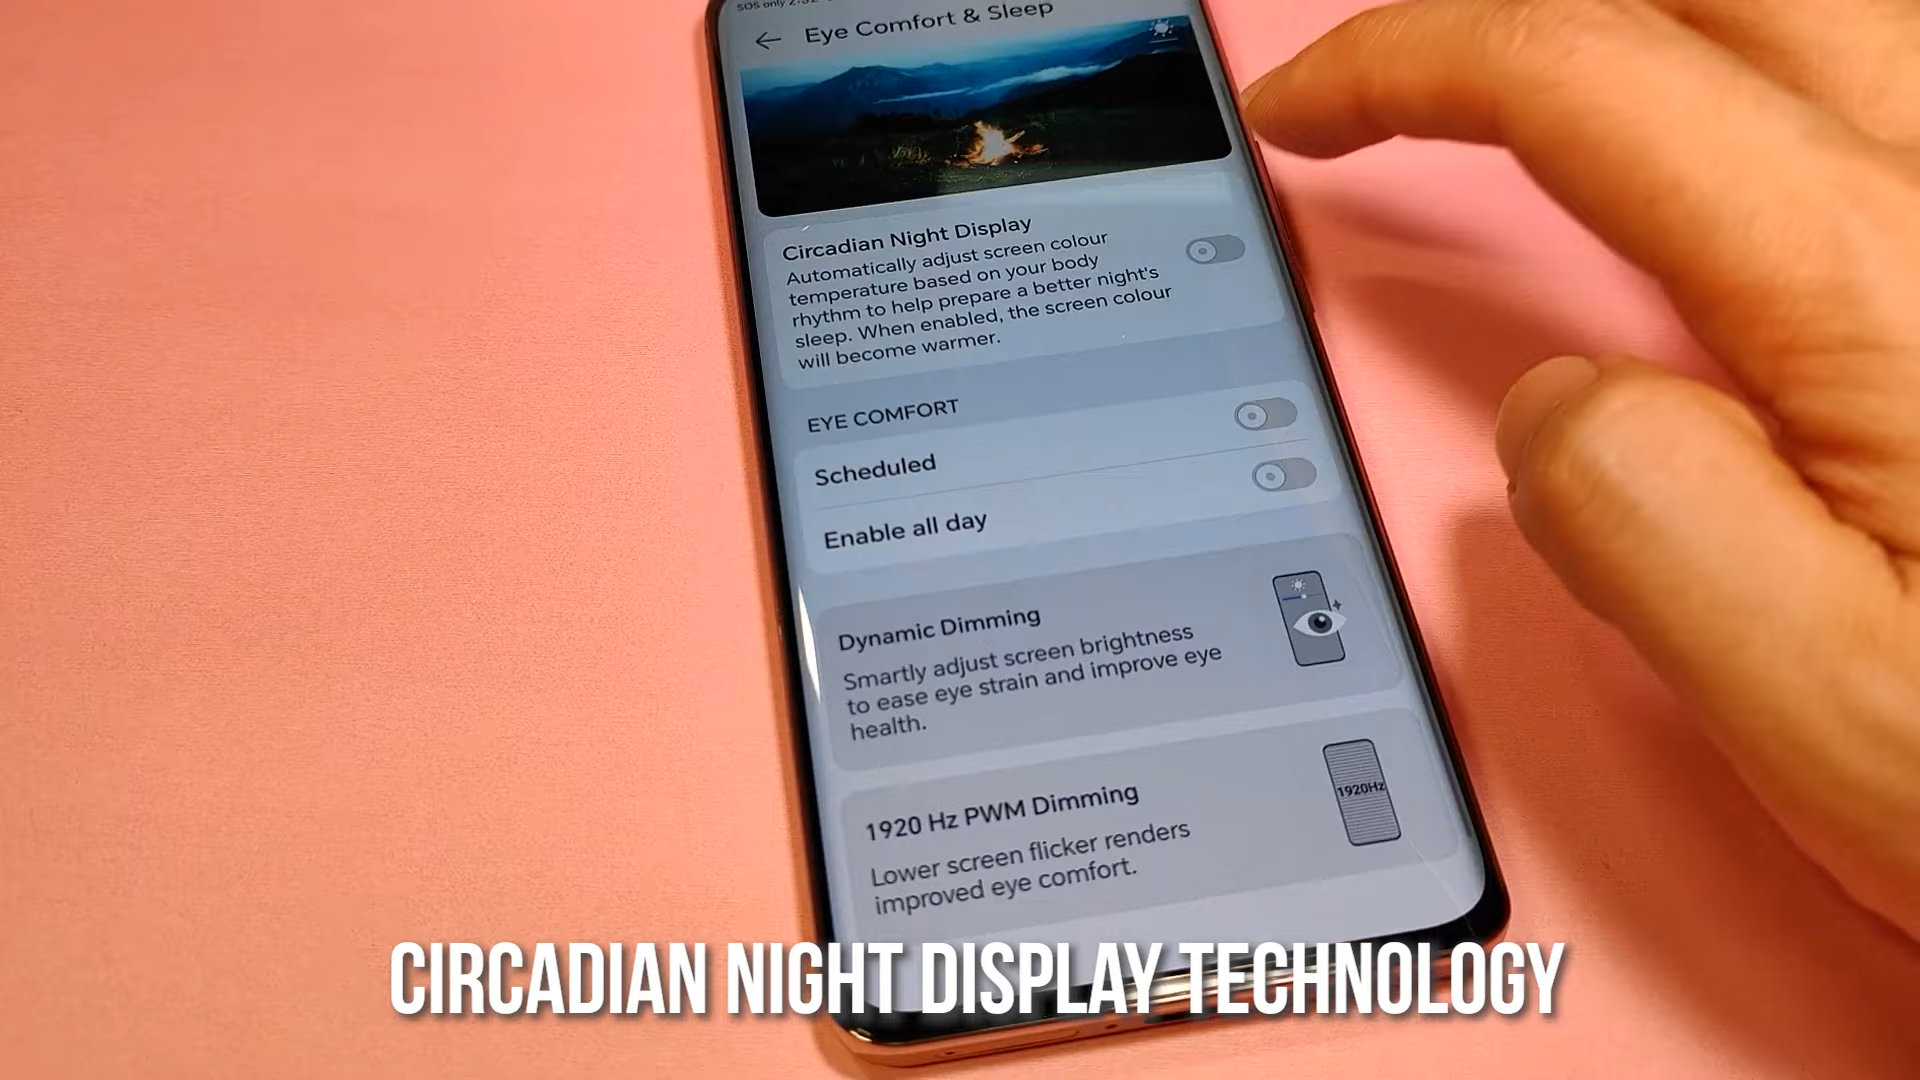 SOS only
Eye Comfort & Sleep
Circadian Night Display
Automatically adjust screen colour
temperature based on your body
rhythm to help prepare a better night's
sleep. When enabled, the screen colour
will become warmer.
EYE COMFORT
Scheduled
Enable all day
Dynamic Dimming
Smartly adjust screen brightness
to ease eye strain and improve eye
health.
1920 Hz PWM Dimming
1920Hz
Lower screen flicker renders
improved eye comfort.
CIRCADIAN NIGHT DISPLAY TECHNOLOGY